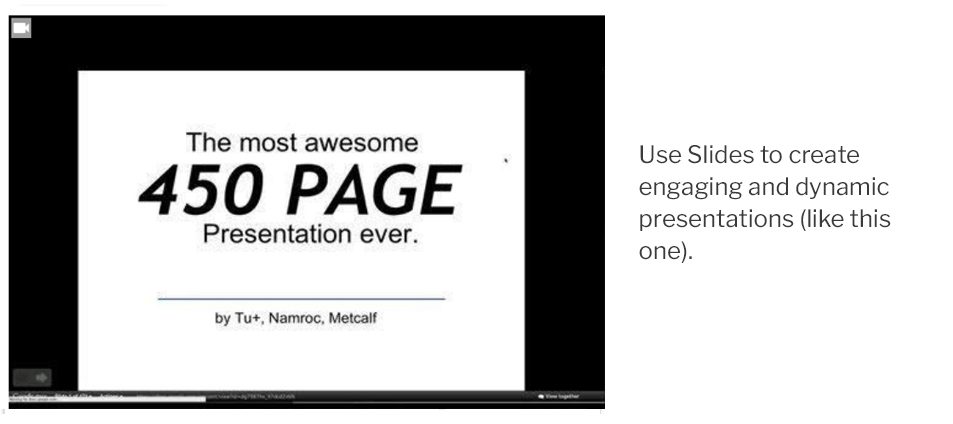 The most awesome
450 PAGE
Presentation ever.
by Tu+, Namroc, Metcalf
View together
Use Slides to create
engaging and dynamic
presentations (like this
one).